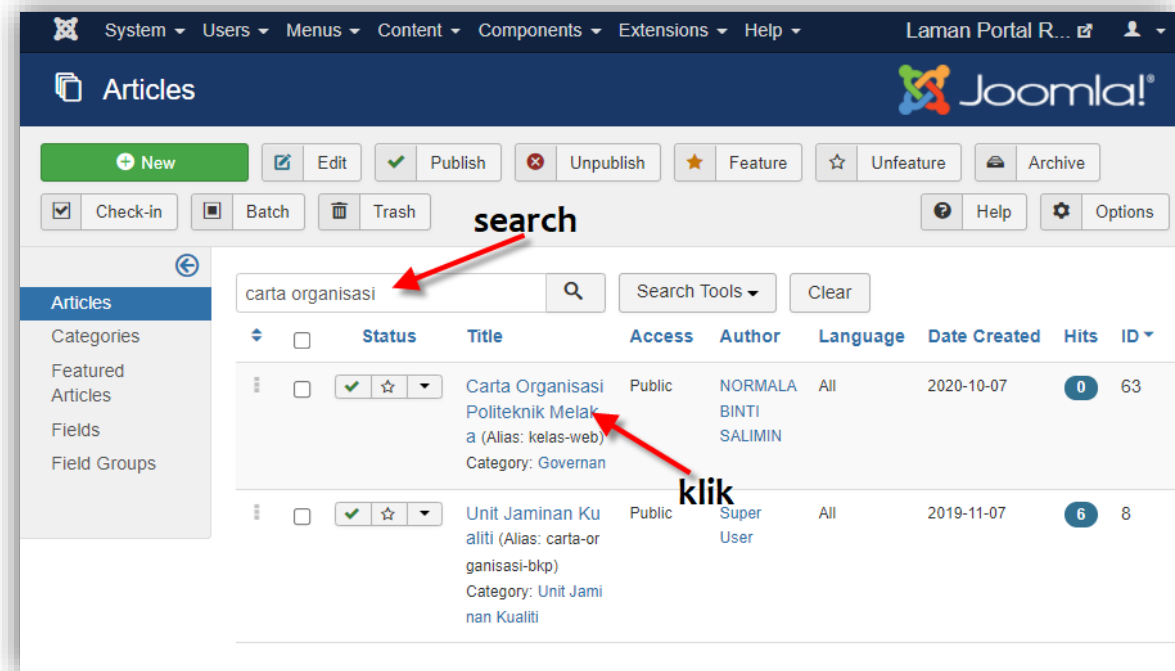 System Users Menus Content Components Extensions Help Laman Portal R...
Articles Joomla!®
New Edit Publish Unpublish Feature Unfeature Archive
Check-in Batch Trash Help Options
search
carta organisasi Search Tools Clear
Articles
Categories
Featured
Articles
Fields
Field Groups
Status Title Access Author Language Date Created Hits ID
Carta Organisasi Public NORMALA All 2020-10-07 0 63
Politeknik Melak BINTI
a (Alias: kelas-web) SALIMIN
Category: Governan
klik
Unit Jaminan Ku Public Super All 2019-11-07 6 8
aliti (Alias: carta-or User
ganisasi-bkp)
Category: Unit Jami
nan Kualiti